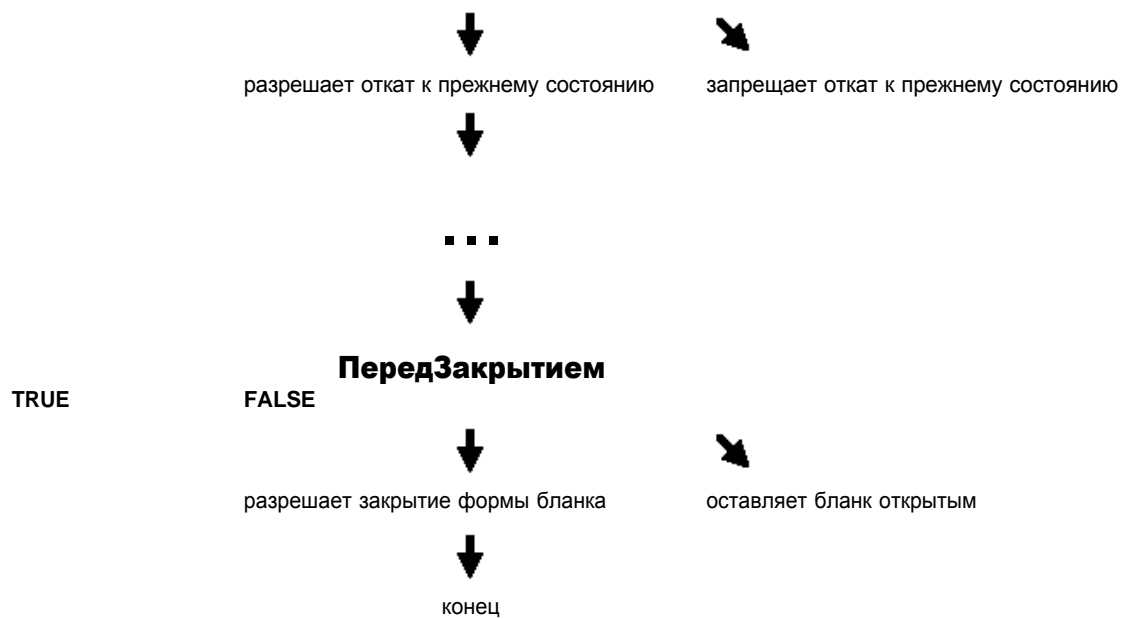 разрешает откат к прежнему состоянию запрещает откат к прежнему состоянию
...
ПередЗакрытием
TRUE FALSE
разрешает закрытие формы бланка оставляет бланк открытым
конец